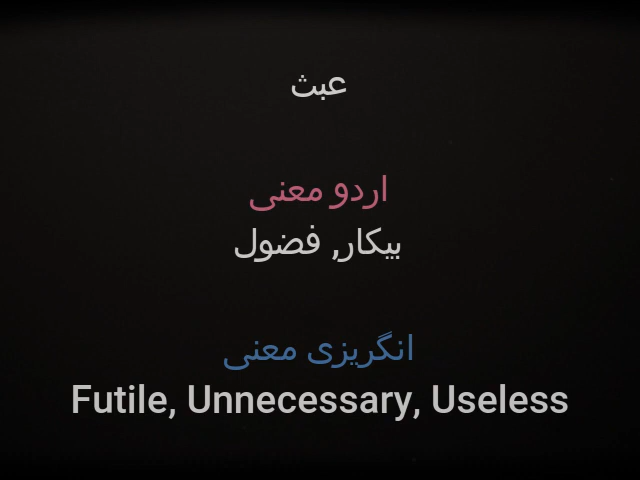 عبث
اردو معنی
بیکار, فضول
انگریزی معنی
Futile, Unnecessary, Useless